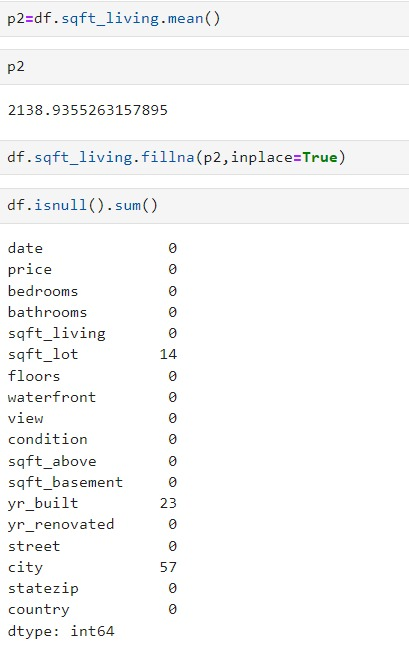 p2=df.sqft_living.mean()
p2
2138.9355263157895
df.sqft_living.fillna(p2,inplace=True)
df.isnull().sum()
date 0
price 0
bedrooms 0
bathrooms 0
sqft_living 0
sqft_lot 14
floors 0
waterfront 0
view 0
condition 0
sqft_above 0
sqft_basement 0
yr_built 23
yr_renovated 0
street 0
city 57
statezip 0
country 0
dtype: int64